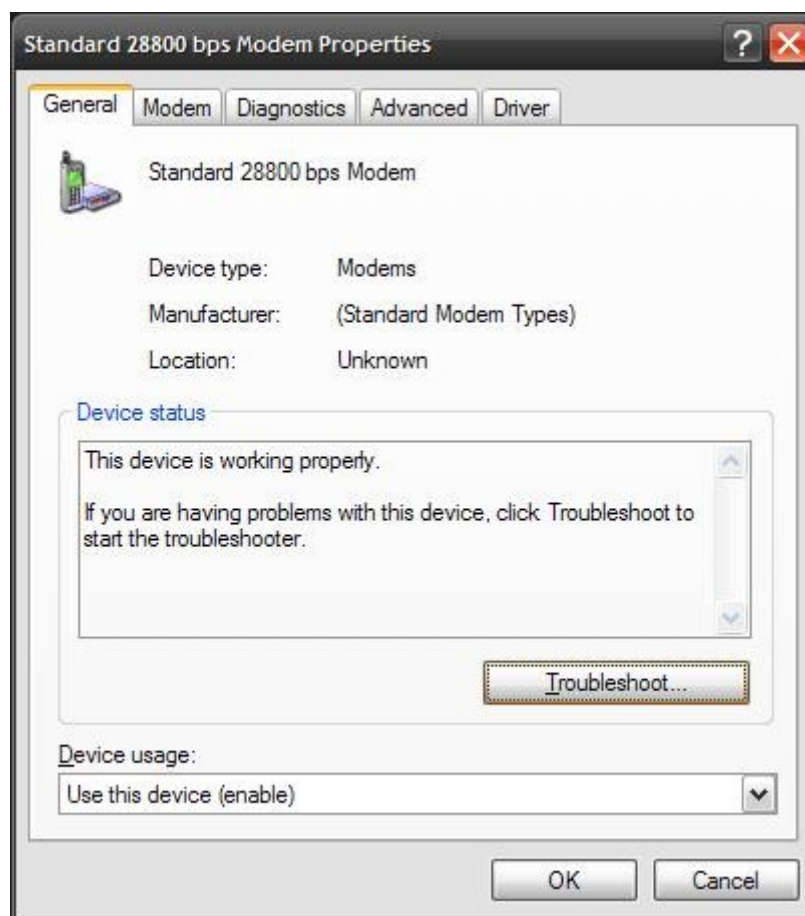 Standard 28800 bps Modem Properties
?
General Modem Diagnostics Advanced Driver
Standard 28800 bps Modem
Device type: Modems
Manufacturer: (Standard Modem Types)
Location: Unknown
Device status
This device is working properly.
If you are having problems with this device, click Troubleshoot to
start the troubleshooter.
Troubleshoot...
Device usage:
Use this device (enable)
OK Cancel